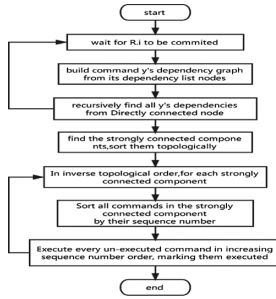 start
wait for R.i to be commited
build command y's dependency graph
from its dependency list nodes
recursively find all y's dependencies
from Directly connected node
find the strongly connected compone
nts,sort them topologically
In inverse topological order,for each strongly
connected component
Sort all commands in the strongly
connected component
by their sequence number
Execute every un-executed command in increasing
sequence number order, marking them executed
end